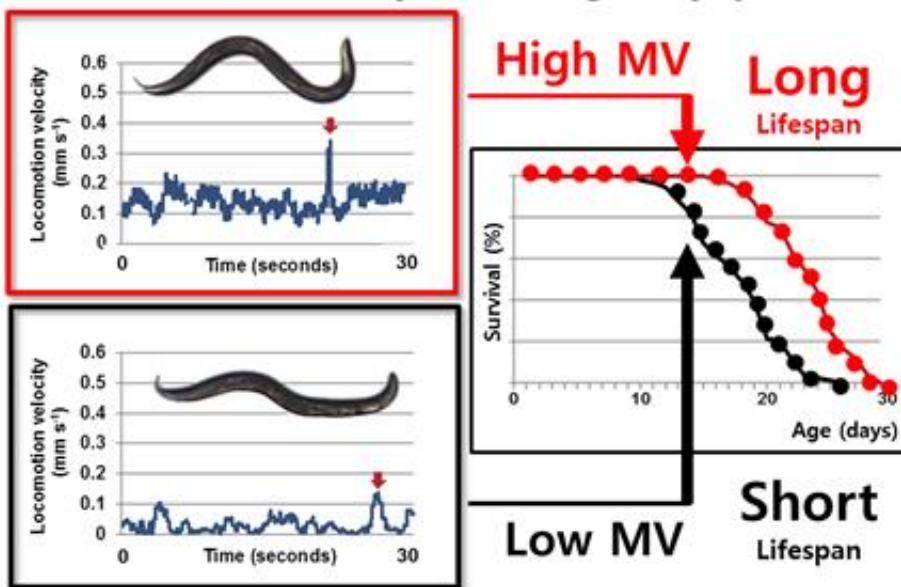 Locomotion velocity
(mm s⁻¹)
0.6
0.5
0.4
0.3
0.2
0.1
0
0
Time (seconds)
30
Locomotion velocity
(mm s⁻¹)
0.6
0.5
0.4
0.3
0.2
0.1
0
0
Time (seconds)
30
High MV
Long
Lifespan
Survival (%)
0
10
20
30
Age (days)
Low MV
Short
Lifespan